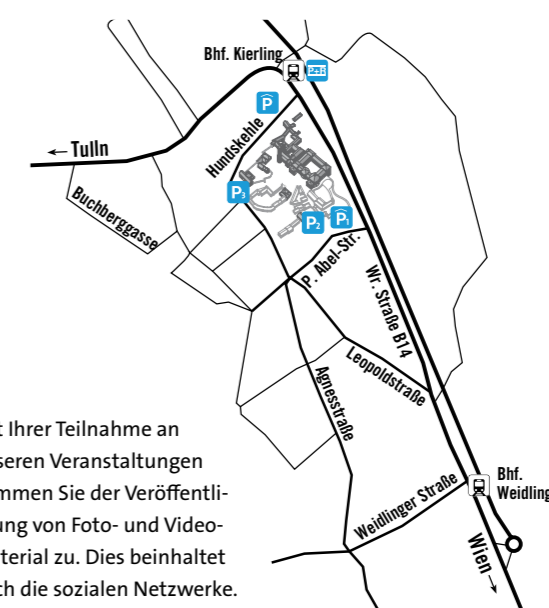 Bhf. Kierling
P+R
P
Hundskehle
← Tulln
Buchberggasse
P3
P2
P1
P. Abel-Str.
Wr. Straße B14
Leopoldstraße
Agnesstraße
t Ihrer Teilnahme an
seren Veranstaltungen
mmen Sie der Veröffentli-
ung von Foto- und Video-
terial zu. Dies beinhaltet
ch die sozialen Netzwerke.
Weidlinger Straße
Bhf.
Weidling
Wien →